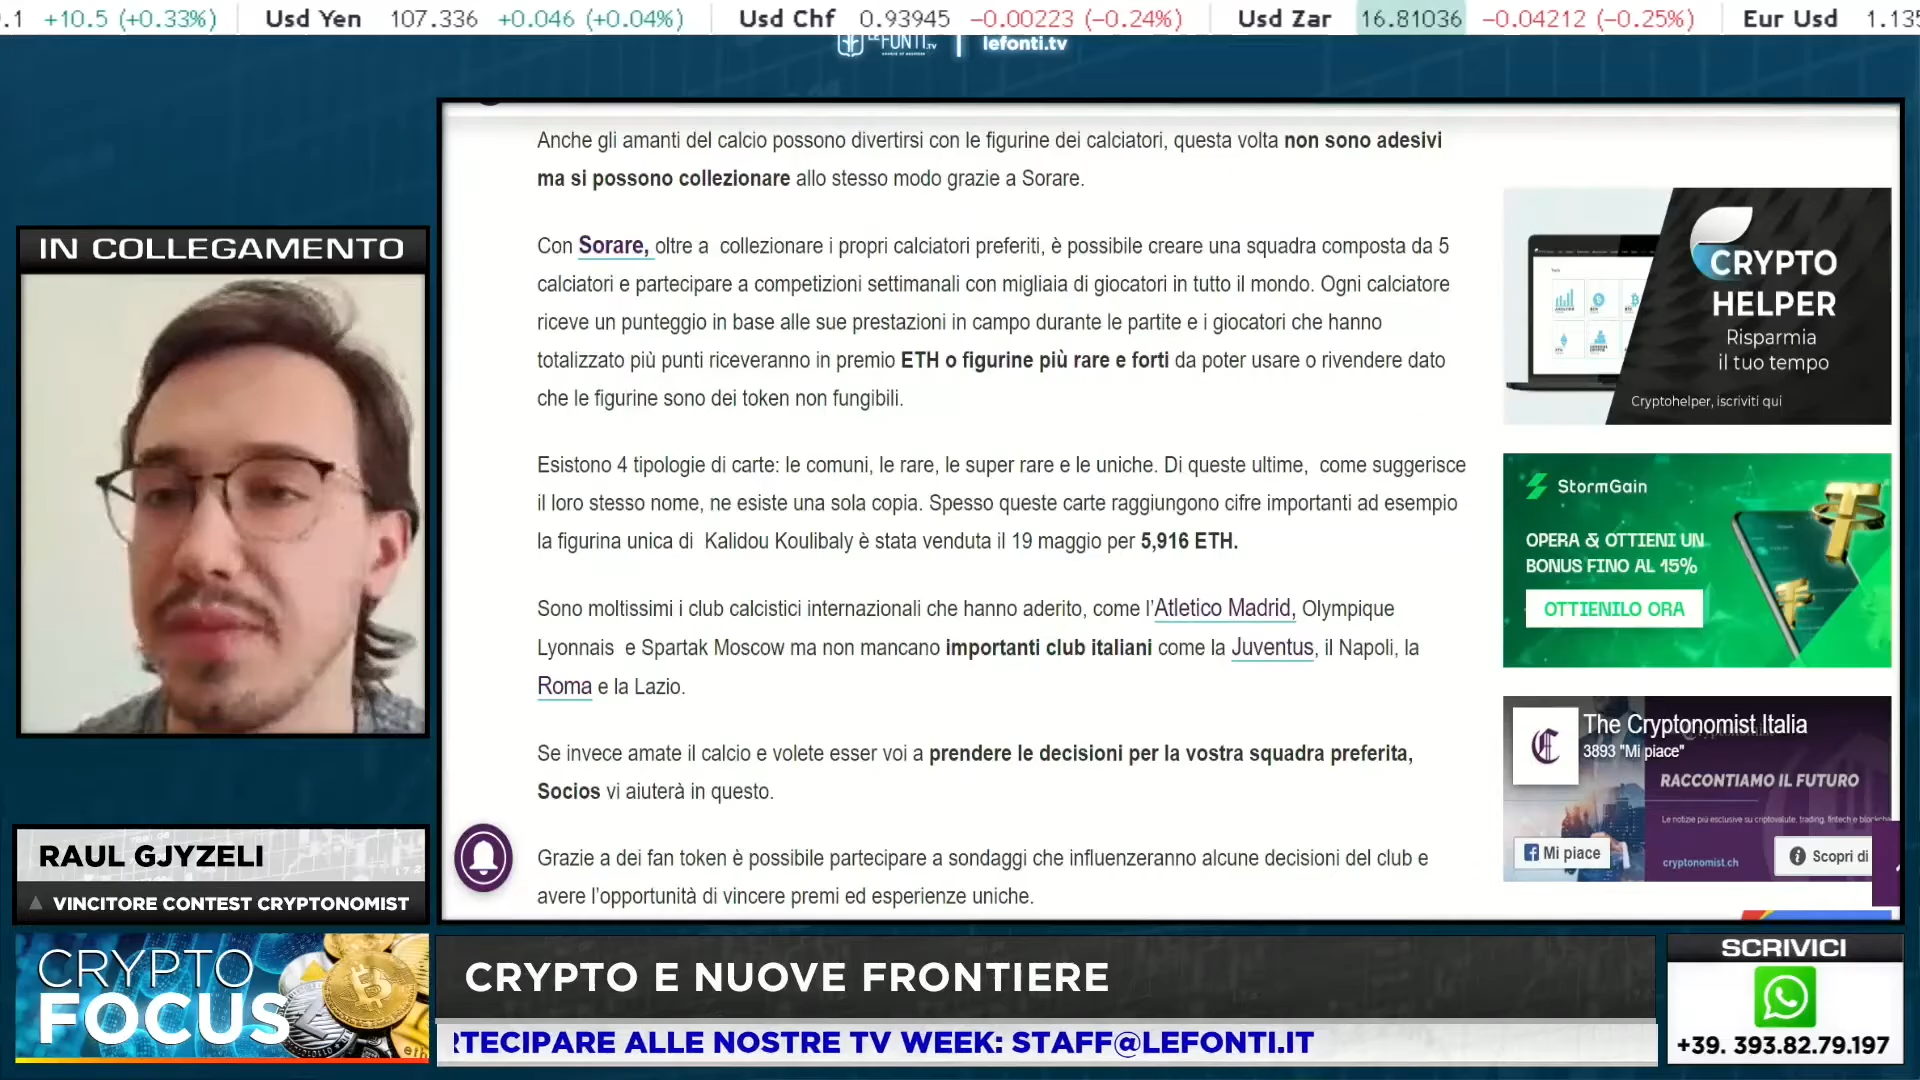 .1 +10.5 (+0.33%) Usd Yen 107.336 +0.046 (+0.04%) Usd Chf 0.93945 −0.00223 (−0.24%) Usd Zar 16.81036 −0.04212 (−0.25%) Eur Usd 1.135
LEFONTI.TV lefonti.tv
IN COLLEGAMENTO
Anche gli amanti del calcio possono divertirsi con le figurine dei calciatori, questa volta non sono adesivi
ma si possono collezionare allo stesso modo grazie a Sorare.
Con Sorare, oltre a collezionare i propri calciatori preferiti, è possibile creare una squadra composta da 5
calciatori e partecipare a competizioni settimanali con migliaia di giocatori in tutto il mondo. Ogni calciatore
riceve un punteggio in base alle sue prestazioni in campo durante le partite e i giocatori che hanno
totalizzato più punti riceveranno in premio ETH o figurine più rare e forti da poter usare o rivendere dato
che le figurine sono dei token non fungibili.
Esistono 4 tipologie di carte: le comuni, le rare, le super rare e le uniche. Di queste ultime, come suggerisce
il loro stesso nome, ne esiste una sola copia. Spesso queste carte raggiungono cifre importanti ad esempio
la figurina unica di Kalidou Koulibaly è stata venduta il 19 maggio per 5,916 ETH.
Sono moltissimi i club calcistici internazionali che hanno aderito, come l’Atletico Madrid, Olympique
Lyonnais e Spartak Moscow ma non mancano importanti club italiani come la Juventus, il Napoli, la
Roma e la Lazio.
Se invece amate il calcio e volete esser voi a prendere le decisioni per la vostra squadra preferita,
Socios vi aiuterà in questo.
Grazie a dei fan token è possibile partecipare a sondaggi che influenzeranno alcune decisioni del club e
avere l’opportunità di vincere premi ed esperienze uniche.
CRYPTO
HELPER
Risparmia
il tuo tempo
Cryptohelper, iscriviti qui
StormGain
OPERA & OTTIENI UN
BONUS FINO AL 15%
OTTIENILO ORA
The Cryptonomist Italia
3893 "Mi piace"
RACCONTIAMO IL FUTURO
Le notizie più esclusive su criptovalute, trading, fintech e blockcha
Mi piace
cryptonomist.ch
Scopri di
RAUL GJYZELI
VINCITORE CONTEST CRYPTONOMIST
CRYPTO
FOCUS
CRYPTO E NUOVE FRONTIERE
RTECIPARE ALLE NOSTRE TV WEEK: STAFF@LEFONTI.IT
SCRIVICI
+39. 393.82.79.197